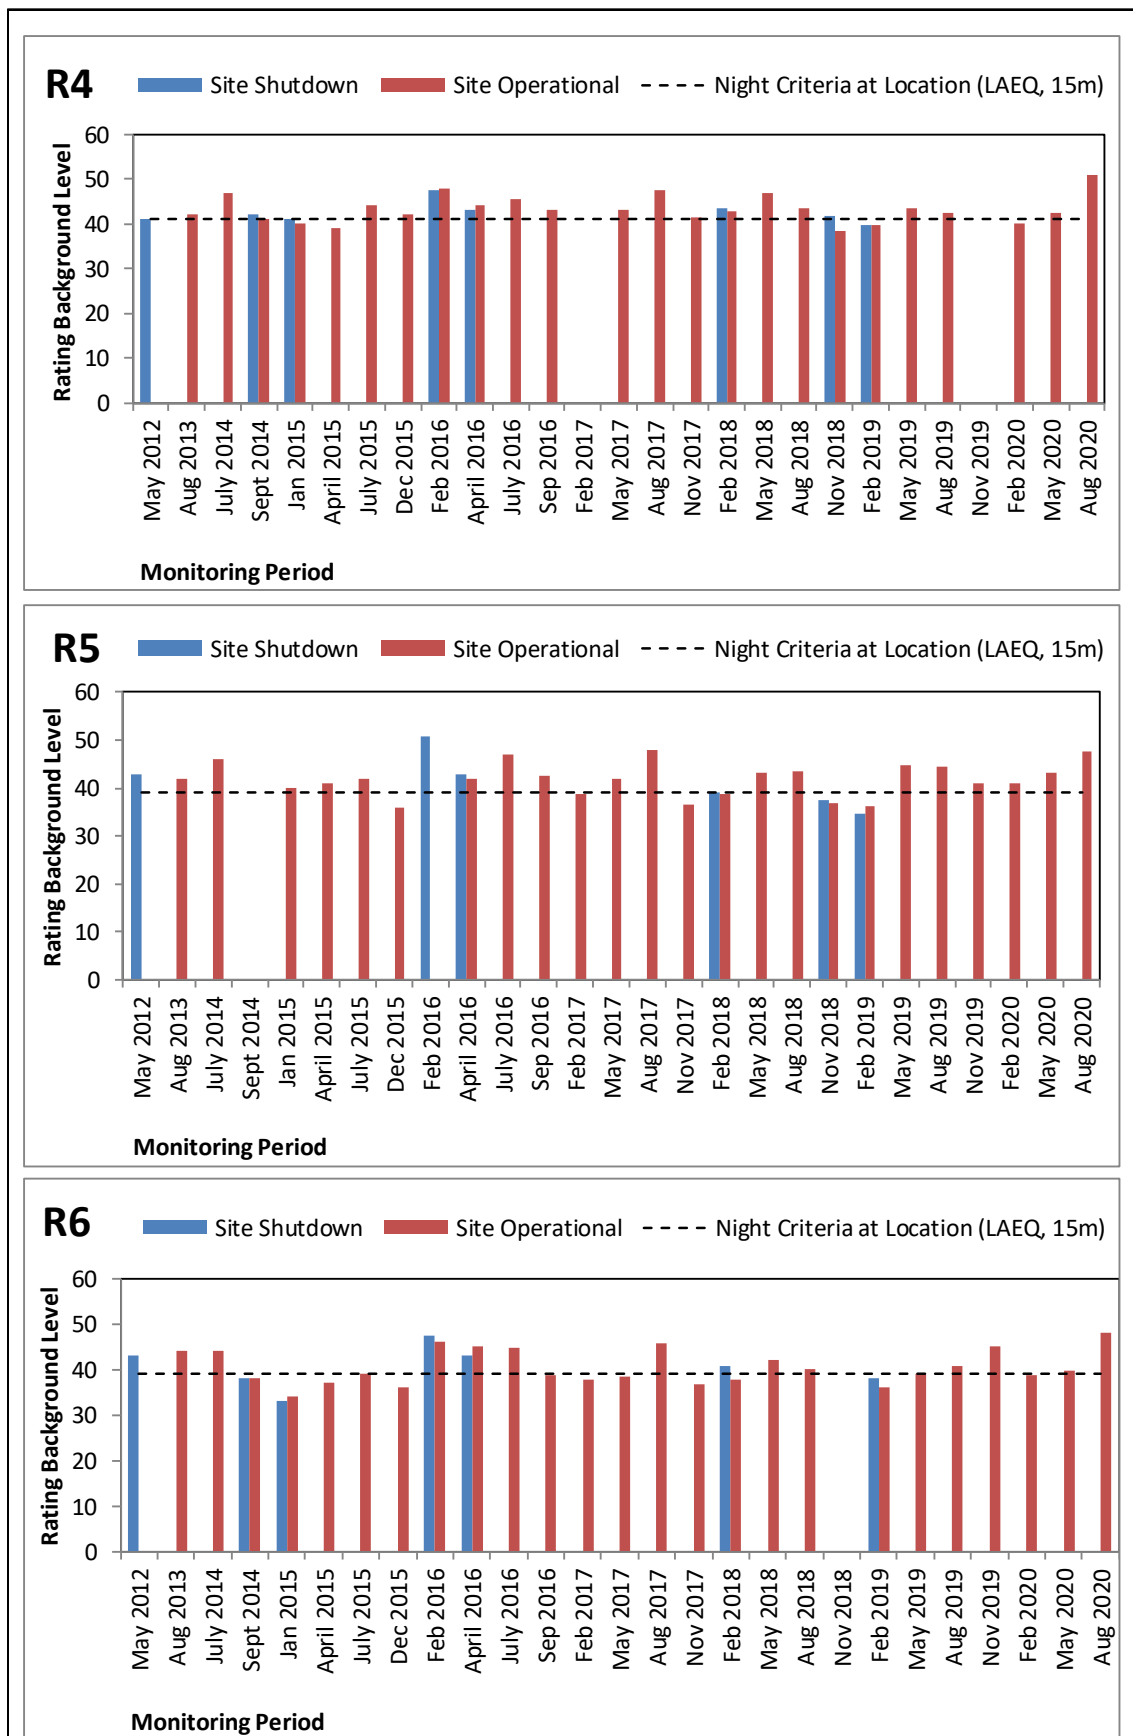 R4 Site Shutdown Site Operational Night Criteria at Location (LAEQ, 15m)
Rating Background Level
60
50
40
30
20
10
0
May 2012
Aug 2013
July 2014
Sept 2014
Jan 2015
April 2015
July 2015
Dec 2015
Feb 2016
April 2016
July 2016
Sep 2016
Feb 2017
May 2017
Aug 2017
Nov 2017
Feb 2018
May 2018
Aug 2018
Nov 2018
Feb 2019
May 2019
Aug 2019
Nov 2019
Feb 2020
May 2020
Aug 2020
Monitoring Period
R5 Site Shutdown Site Operational Night Criteria at Location (LAEQ, 15m)
Rating Background Level
60
50
40
30
20
10
0
May 2012
Aug 2013
July 2014
Sept 2014
Jan 2015
April 2015
July 2015
Dec 2015
Feb 2016
April 2016
July 2016
Sep 2016
Feb 2017
May 2017
Aug 2017
Nov 2017
Feb 2018
May 2018
Aug 2018
Nov 2018
Feb 2019
May 2019
Aug 2019
Nov 2019
Feb 2020
May 2020
Aug 2020
Monitoring Period
R6 Site Shutdown Site Operational Night Criteria at Location (LAEQ, 15m)
Rating Background Level
60
50
40
30
20
10
0
May 2012
Aug 2013
July 2014
Sept 2014
Jan 2015
April 2015
July 2015
Dec 2015
Feb 2016
April 2016
July 2016
Sep 2016
Feb 2017
May 2017
Aug 2017
Nov 2017
Feb 2018
May 2018
Aug 2018
Nov 2018
Feb 2019
May 2019
Aug 2019
Nov 2019
Feb 2020
May 2020
Aug 2020
Monitoring Period